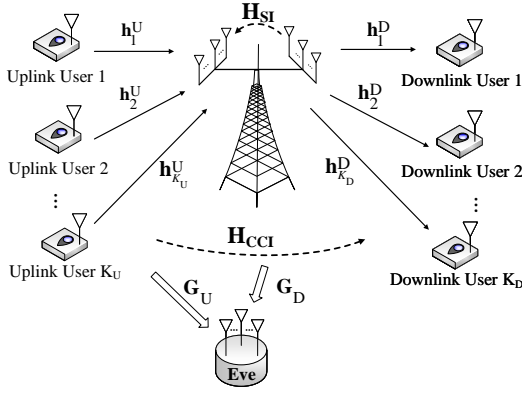 H_SI
h_1^U
h_1^D
Uplink User 1
Downlink User 1
h_2^U
h_2^D
Uplink User 2
Downlink User 2
h_{K_U}^U
h_{K_D}^D
...
...
H_CCI
Uplink User K_U
Downlink User K_D
G_U
G_D
Eve